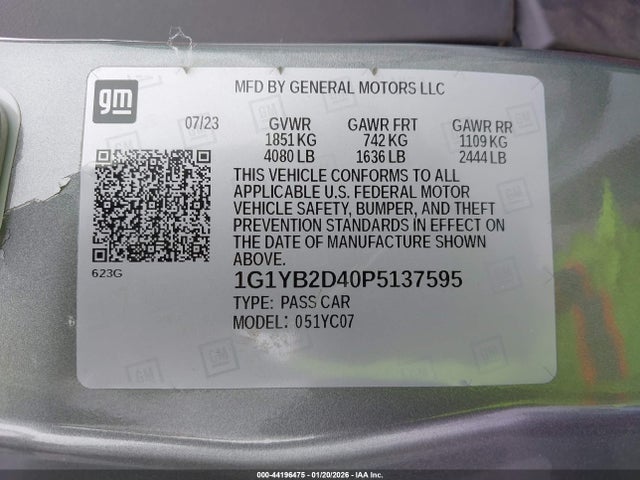 gm
MFD BY GENERAL MOTORS LLC
07/23 GVWR GAWR FRT GAWR RR
1851 KG 742 KG 1109 KG
4080 LB 1636 LB 2444 LB
THIS VEHICLE CONFORMS TO ALL
APPLICABLE U.S. FEDERAL MOTOR
VEHICLE SAFETY, BUMPER, AND THEFT
PREVENTION STANDARDS IN EFFECT ON
THE DATE OF MANUFACTURE SHOWN
ABOVE.
623G
1G1YB2D40P5137595
TYPE: PASS CAR
MODEL: 051YC07
000-44196475 - 01/20/2026 - IAA Inc.